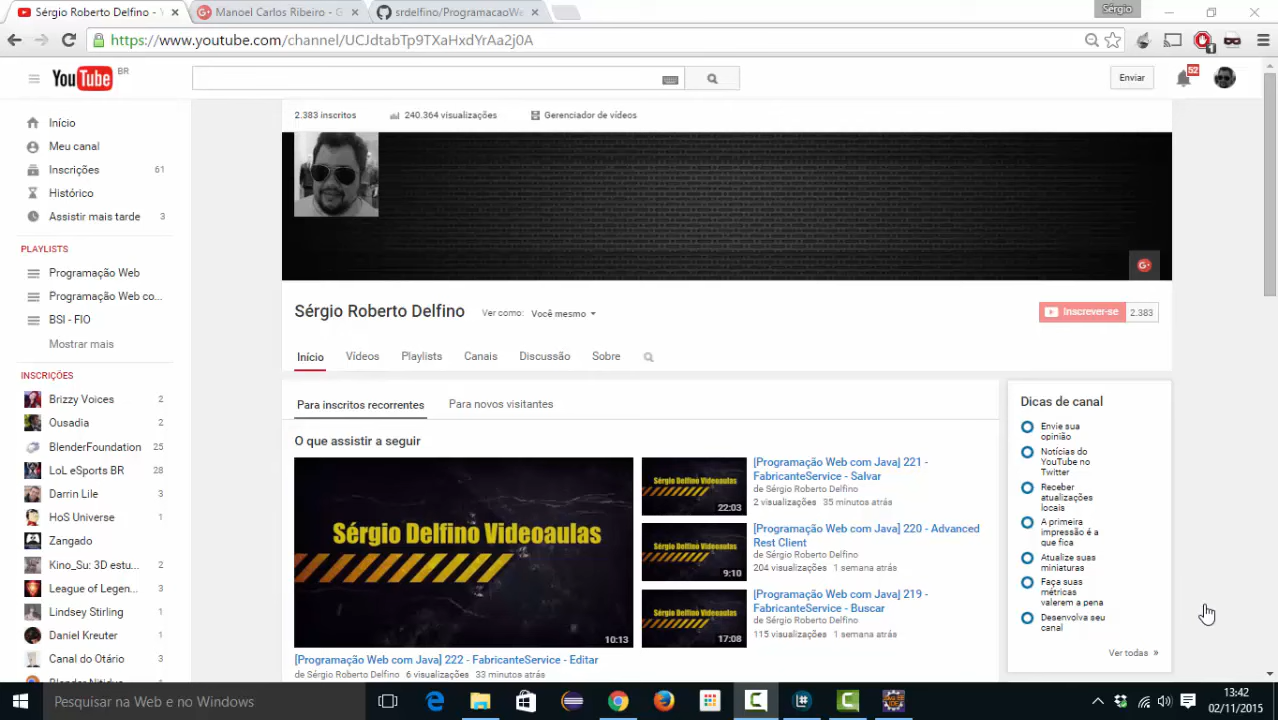 Sérgio Roberto Delfino - 
Manoel Carlos Ribeiro - G
srdelfino/ProgramacaoWe
Sérgio
https://www.youtube.com/channel/UCJdtabTp9TXaHxdYrAa2j0A
1
YouTube BR
Enviar
52
Início
Meu canal
Inscrições 61
Histórico
Assistir mais tarde 3
PLAYLISTS
Programação Web
Programação Web co...
BSI - FIO
Mostrar mais
INSCRIÇÕES
Brizzy Voices 2
Ousadia 2
BlenderFoundation 25
LoL eSports BR 28
Darrin Lile 3
HoS Universe 1
Zangado 1
Kino_Su: 3D estu... 2
League of Legen... 3
Lindsey Stirling 1
Daniel Kreuter 1
Canal do Otário 3
2.383 inscritos
240.364 visualizações
Gerenciador de vídeos
Sérgio Roberto Delfino
Ver como: Você mesmo
Inscrever-se 2.383
Início Vídeos Playlists Canais Discussão Sobre
Para inscritos recorrentes
Para novos visitantes
O que assistir a seguir
Sérgio Delfino Videoaulas
10:13
[Programação Web com Java] 222 - FabricanteService - Editar
de Sérgio Roberto Delfino 6 visualizações 33 minutos atrás
Sérgio Delfino Videoaulas
22:03
[Programação Web com Java] 221 -
FabricanteService - Salvar
de Sérgio Roberto Delfino
2 visualizações 35 minutos atrás
Sérgio Delfino Videoaulas
9:10
[Programação Web com Java] 220 - Advanced
Rest Client
de Sérgio Roberto Delfino
204 visualizações 1 semana atrás
Sérgio Delfino Videoaulas
17:08
[Programação Web com Java] 219 -
FabricanteService - Buscar
de Sérgio Roberto Delfino
115 visualizações 1 semana atrás
Dicas de canal
Envie sua
opinião
Notícias do
YouTube no
Twitter
Receber
atualizações
locais
A primeira
impressão é a
que fica
Atualize suas
miniaturas
Faça suas
métricas
valerem a pena
Desenvolva seu
canal
Ver todas »
Pesquisar na Web e no Windows
13:42
02/11/2015